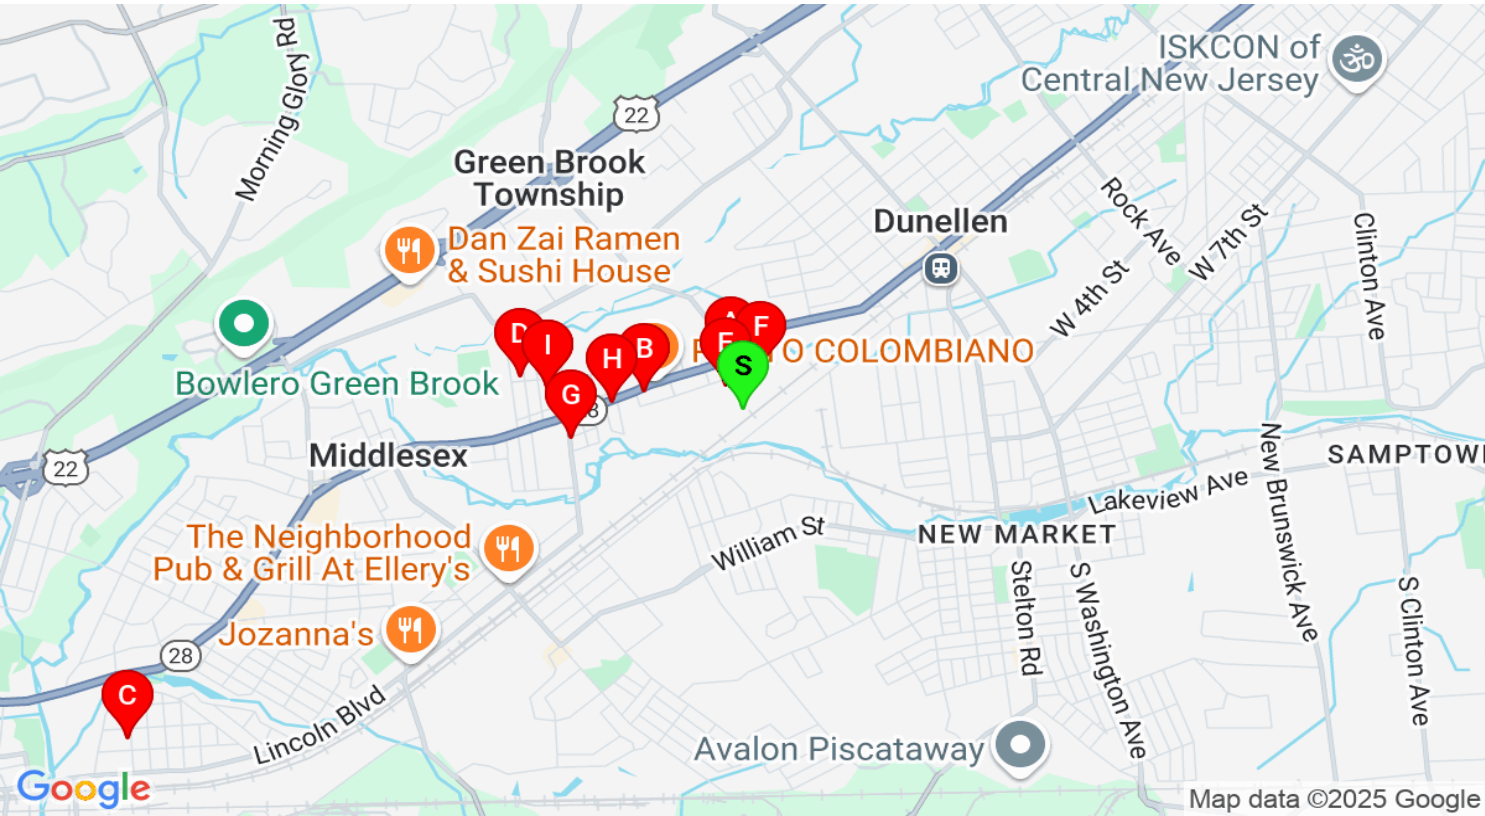 Morning Glory Rd
22
ISKCON of
Central New Jersey
Green Brook
Township
Dunellen
Rock Ave
W 7th St
Clinton Ave
Dan Zai Ramen
& Sushi House
W 4th St
D
I
H
B
A
F
E
S
G
COLOMBIANO
Bowlero Green Brook
Middlesex
22
SAMPTOW
New Brunswick Ave
Lakeview Ave
NEW MARKET
William St
The Neighborhood
Pub & Grill At Ellery's
Stelton Rd
S Washington Ave
S Clinton Ave
Jozanna's
28
C
Lincoln Blvd
Avalon Piscataway
Google
Map data ©2025 Google